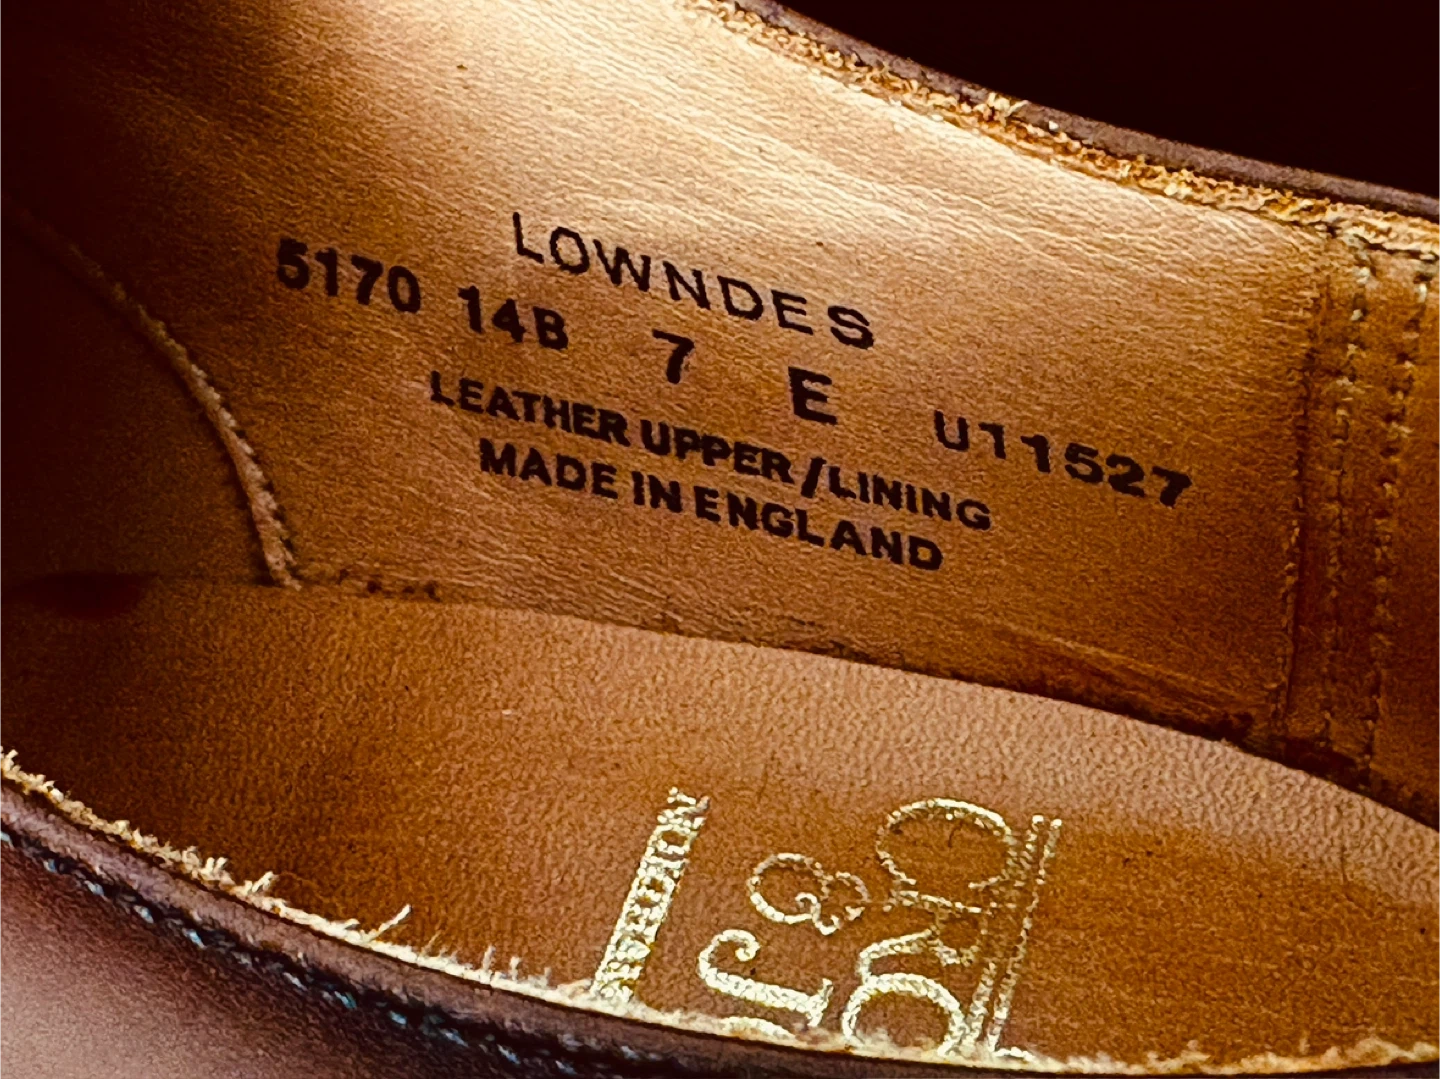 LOWNDES
5170 14B 7 E U11527
LEATHER UPPER/LINING
MADE IN ENGLAND